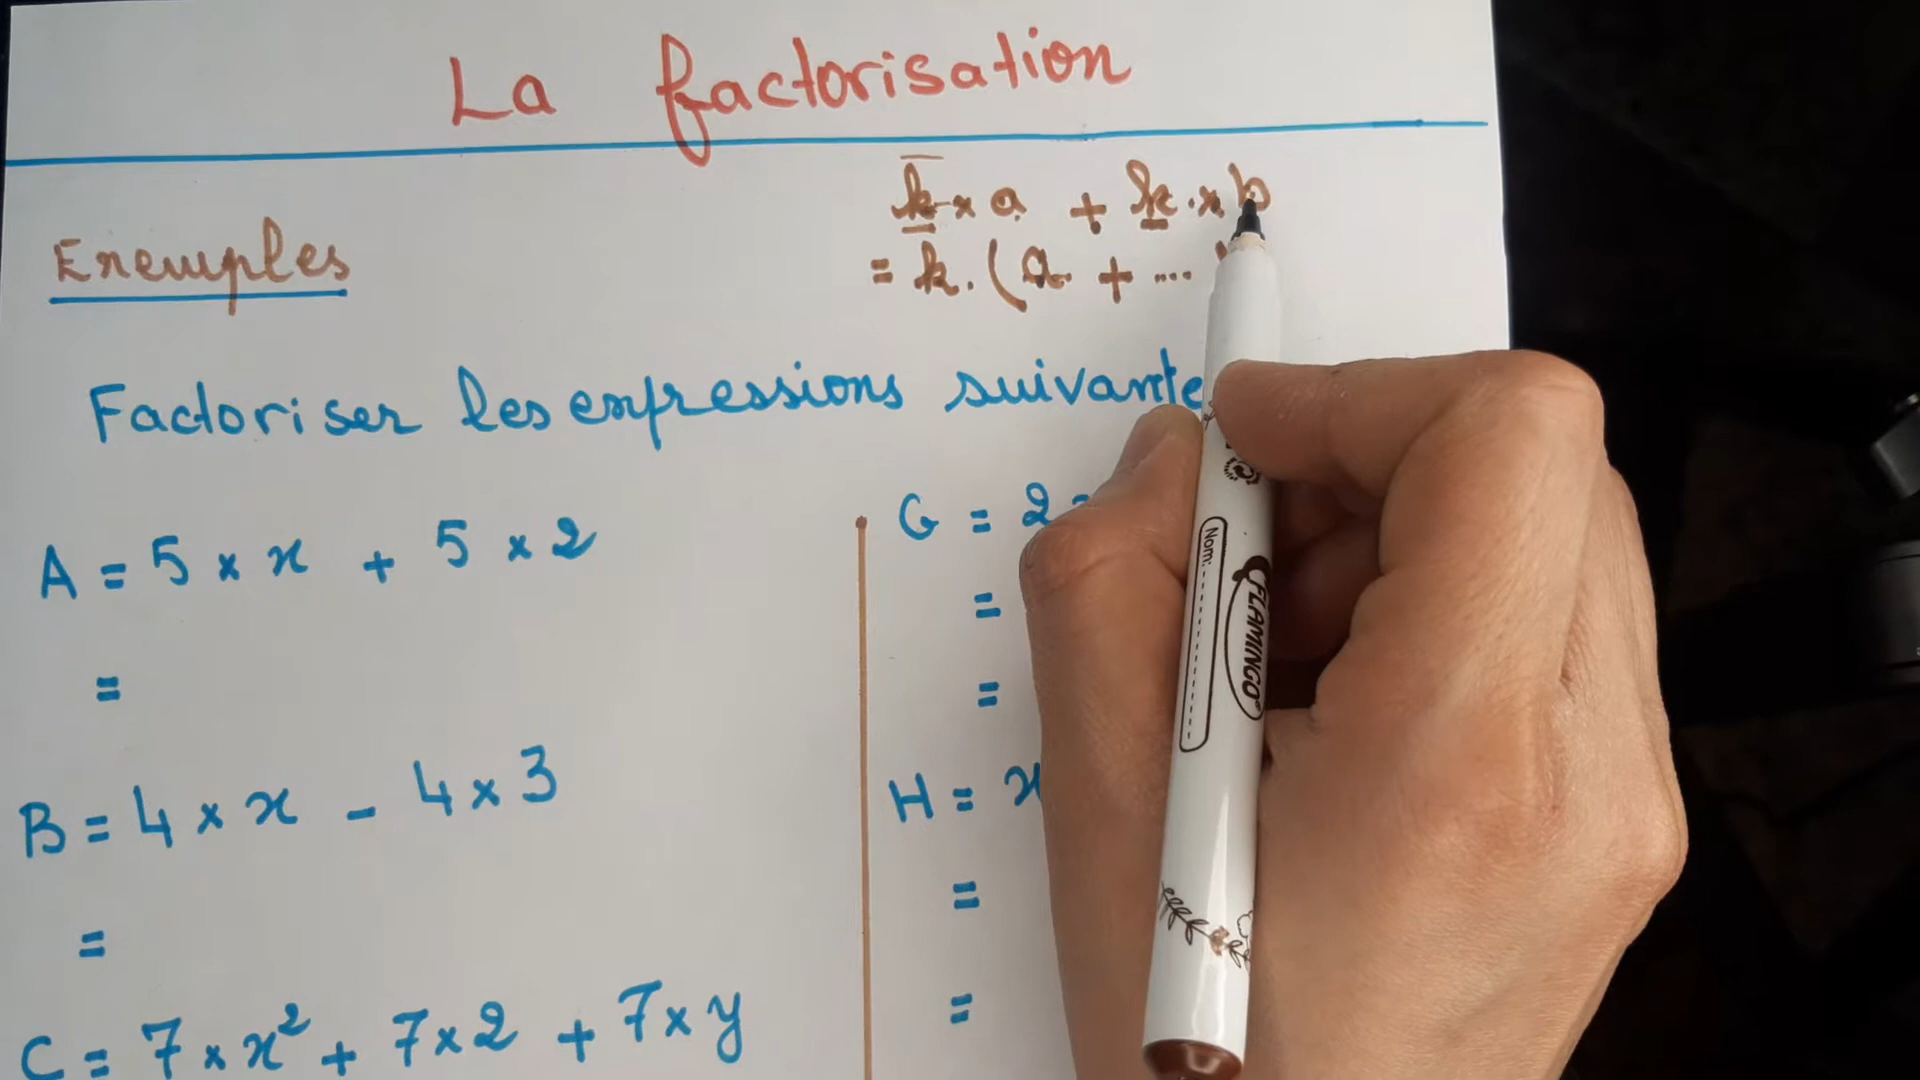 La factorisation
k × a + k × b
= k . ( a + ....
Exemples
Factoriser les expressions suivante
A = 5 × x + 5 × 2
=
B = 4 × x - 4 × 3
=
C = 7 × x² + 7 × 2 + 7 × y
G = 2
=
=
H = x
=
=
Nom:
FLAMINGO